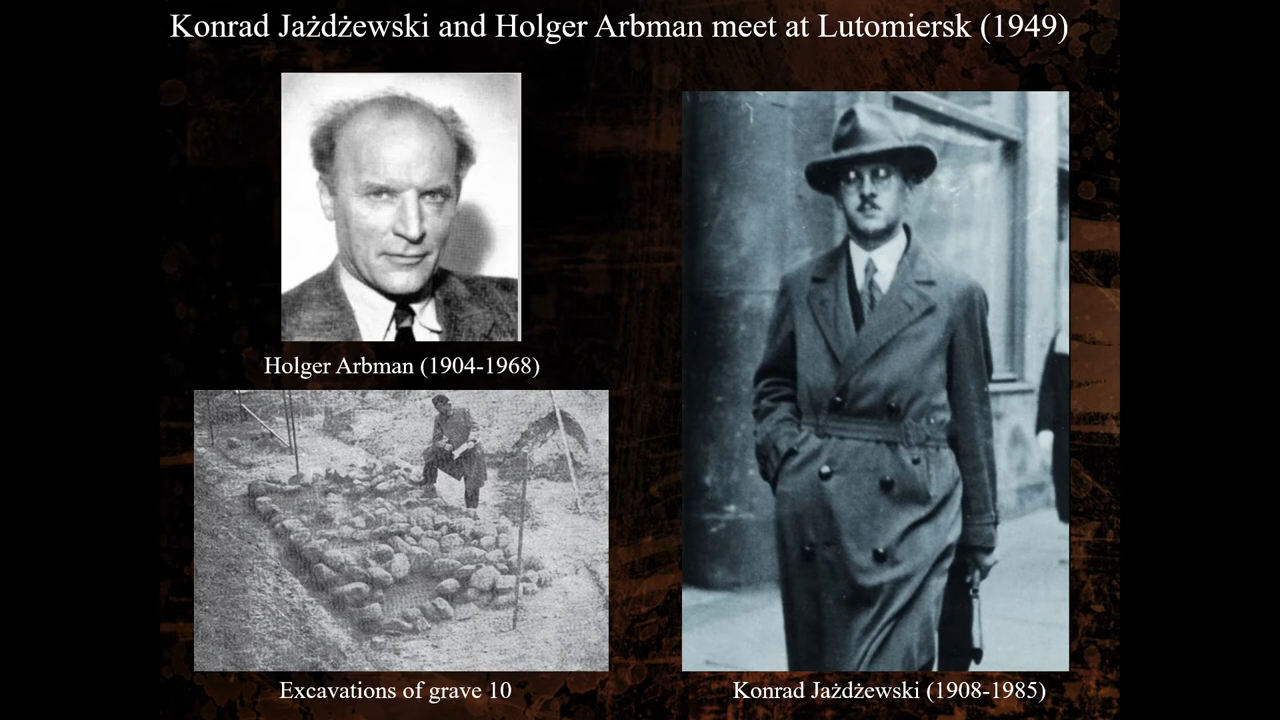 Konrad Jażdżewski and Holger Arbman meet at Lutomiersk (1949)
Holger Arbman (1904-1968)
Excavations of grave 10
Konrad Jażdżewski (1908-1985)